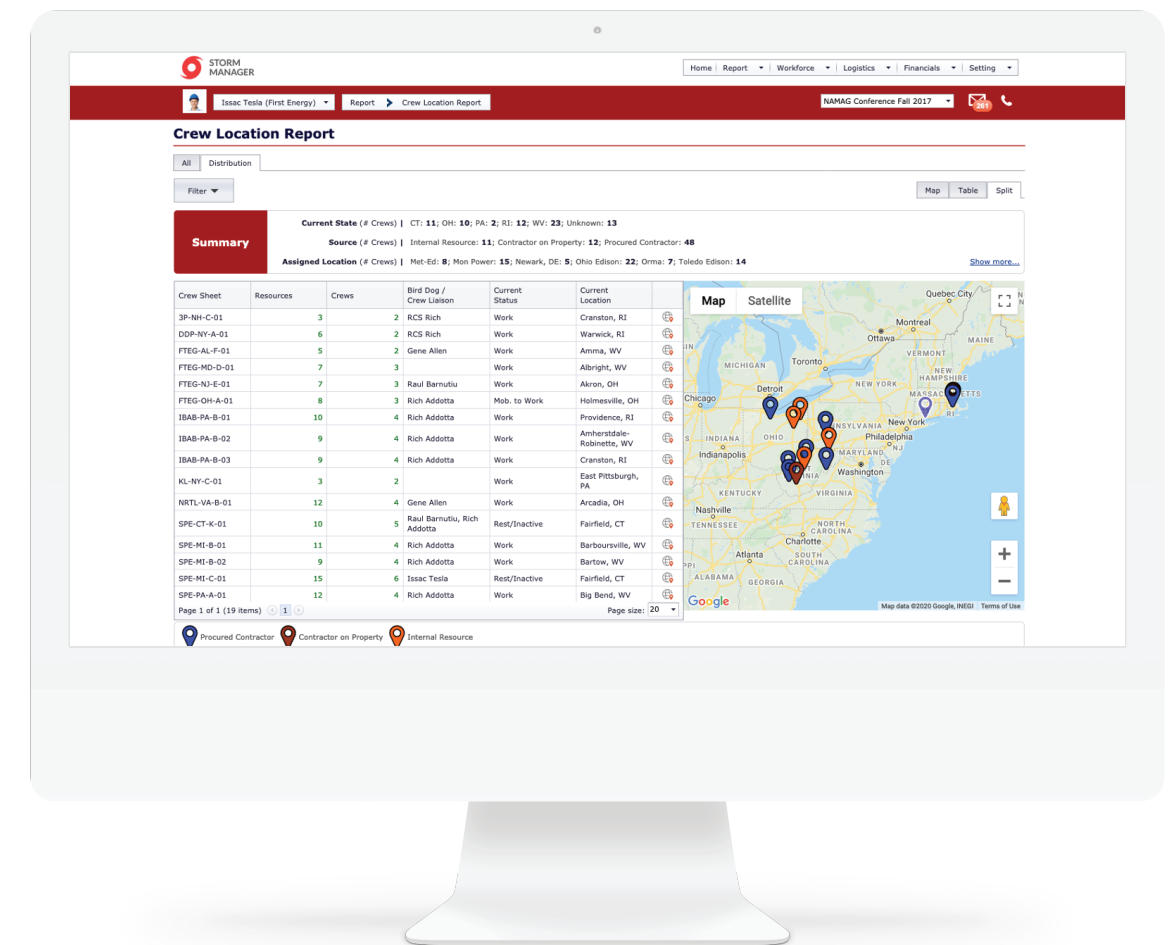 STORM
MANAGER
Home Report Workforce Logistics Financials Setting
Issac Tesla (First Energy) Report Crew Location Report NAMAG Conference Fall 2017 261
Crew Location Report
All Distribution
Filter Map Table Split
Summary
Current State (# Crews) | CT: 11; OH: 10; PA: 2; RI: 12; WV: 23; Unknown: 13
Source (# Crews) | Internal Resource: 11; Contractor on Property: 12; Procured Contractor: 48
Assigned Location (# Crews) | Met-Ed: 8; Mon Power: 15; Newark, DE: 5; Ohio Edison: 22; Orma: 7; Toledo Edison: 14
Show more...
Crew Sheet Resources Crews Bird Dog / Crew Liaison Current Status Current Location
3P-NH-C-01 3 2 RCS Rich Work Cranston, RI
DDP-NY-A-01 6 2 RCS Rich Work Warwick, RI
FTEG-AL-F-01 5 2 Gene Allen Work Amma, WV
FTEG-MD-D-01 7 3 Work Albright, WV
FTEG-NJ-E-01 7 3 Raul Barnutiu Work Akron, OH
FTEG-OH-A-01 8 3 Rich Addotta Mob. to Work Holmesville, OH
IBAB-PA-B-01 10 4 Rich Addotta Work Providence, RI
IBAB-PA-B-02 9 4 Rich Addotta Work Amherstdale-Robinette, WV
IBAB-PA-B-03 9 4 Rich Addotta Work Cranston, RI
KL-NY-C-01 3 2 Work East Pittsburgh, PA
NRTL-VA-B-01 12 4 Gene Allen Work Arcadia, OH
SPE-CT-K-01 10 5 Raul Barnutiu, Rich Addotta Rest/Inactive Fairfield, CT
SPE-MI-B-01 11 4 Rich Addotta Work Barboursville, WV
SPE-MI-B-02 9 4 Rich Addotta Work Bartow, WV
SPE-MI-C-01 15 6 Issac Tesla Rest/Inactive Fairfield, CT
SPE-PA-A-01 12 4 Rich Addotta Work Big Bend, WV
Page 1 of 1 (19 items) 1 Page size: 20
Map Satellite
Quebec City
Montreal
Ottawa
MAINE
VERMONT
Toronto
MICHIGAN
NEW
HAMPSHIRE
NEW YORK
Detroit
Chicago
RI
New York
Philadelphia
INDIANA
OHIO
NJ
Indianapolis
MARYLAND
DE
Washington
KENTUCKY
VIRGINIA
Nashville
TENNESSEE
NORTH
CAROLINA
Charlotte
Atlanta
SOUTH
CAROLINA
ALABAMA
GEORGIA
Google
Map data ©2020 Google, INEGI Terms of Use
Procured Contractor Contractor on Property Internal Resource